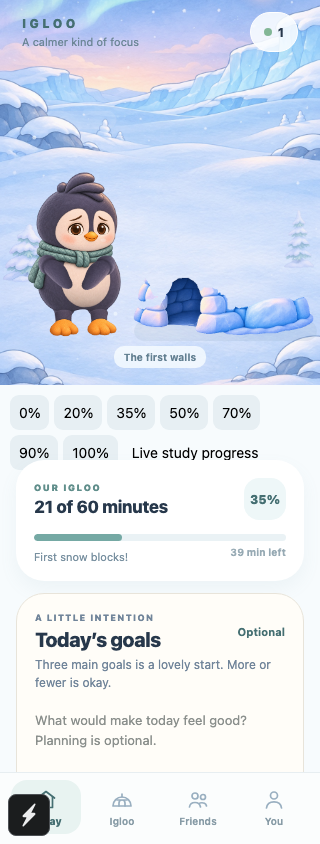 IGLOO
A calmer kind of focus
1
The first walls
0%
20%
35%
50%
70%
90%
100%
Live study progress
OUR IGLOO
21 of 60 minutes
35%
First snow blocks!
39 min left
A LITTLE INTENTION
Today's goals
Optional
Three main goals is a lovely start. More or
fewer is okay.
What would make today feel good?
Planning is optional.
Igloo
Friends
You